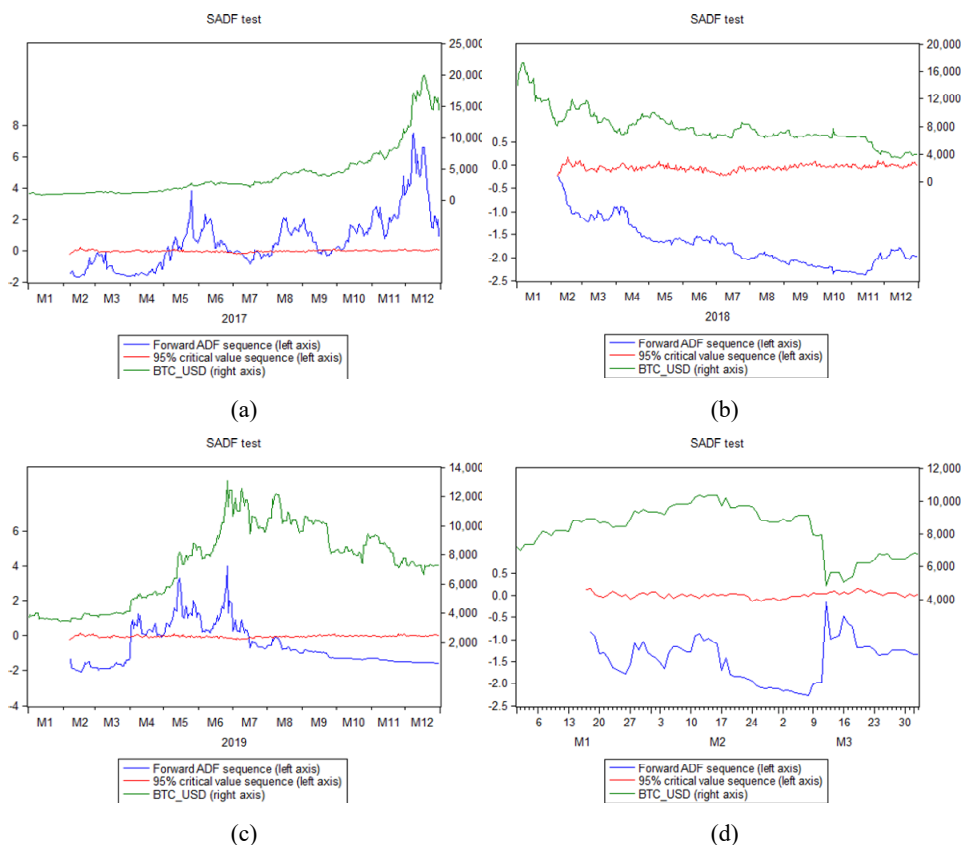 SADF test
25,000
20,000
15,000
10,000
5,000
0
8
6
4
2
0
-2
M1 M2 M3 M4 M5 M6 M7 M8 M9 M10 M11 M12
2017
Forward ADF sequence (left axis)
95% critical value sequence (left axis)
BTC_USD (right axis)
(a)
SADF test
20,000
16,000
12,000
8,000
4,000
0
0.5
0.0
-0.5
-1.0
-1.5
-2.0
-2.5
M1 M2 M3 M4 M5 M6 M7 M8 M9 M10 M11 M12
2018
Forward ADF sequence (left axis)
95% critical value sequence (left axis)
BTC_USD (right axis)
(b)
SADF test
14,000
12,000
10,000
8,000
6,000
4,000
2,000
6
4
2
0
-2
-4
M1 M2 M3 M4 M5 M6 M7 M8 M9 M10 M11 M12
2019
Forward ADF sequence (left axis)
95% critical value sequence (left axis)
BTC_USD (right axis)
(c)
SADF test
12,000
10,000
8,000
6,000
4,000
0.5
0.0
-0.5
-1.0
-1.5
-2.0
-2.5
6 13 20 27 3 10 17 24 2 9 16 23 30
M1 M2 M3
Forward ADF sequence (left axis)
95% critical value sequence (left axis)
BTC_USD (right axis)
(d)